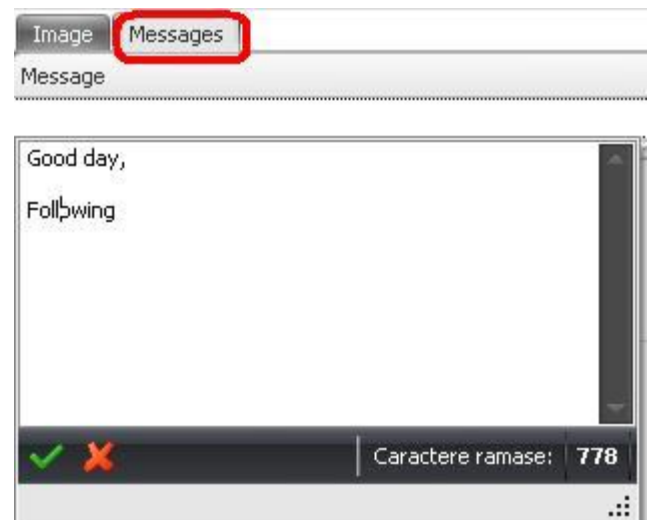 Image Messages
Message
Good day,
Following
Caractere ramase: 778